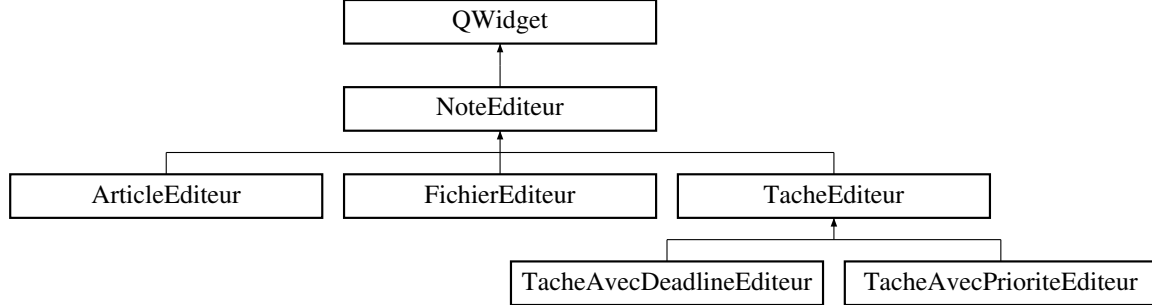 QWidget
NoteEditeur
ArticleEditeur
FichierEditeur
TacheEditeur
TacheAvecDeadlineEditeur
TacheAvecPrioriteEditeur